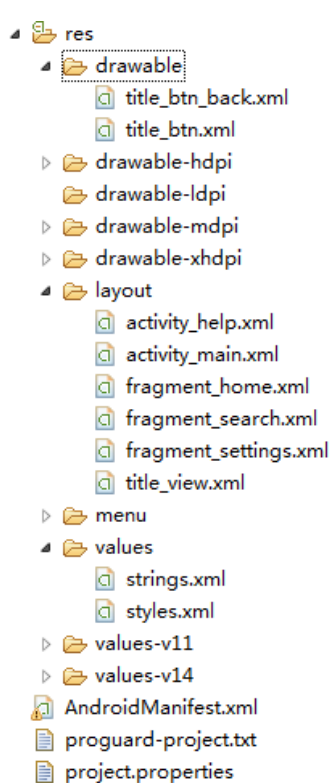 res
drawable
title_btn_back.xml
title_btn.xml
drawable-hdpi
drawable-ldpi
drawable-mdpi
drawable-xhdpi
layout
activity_help.xml
activity_main.xml
fragment_home.xml
fragment_search.xml
fragment_settings.xml
title_view.xml
menu
values
strings.xml
styles.xml
values-v11
values-v14
AndroidManifest.xml
proguard-project.txt
project.properties